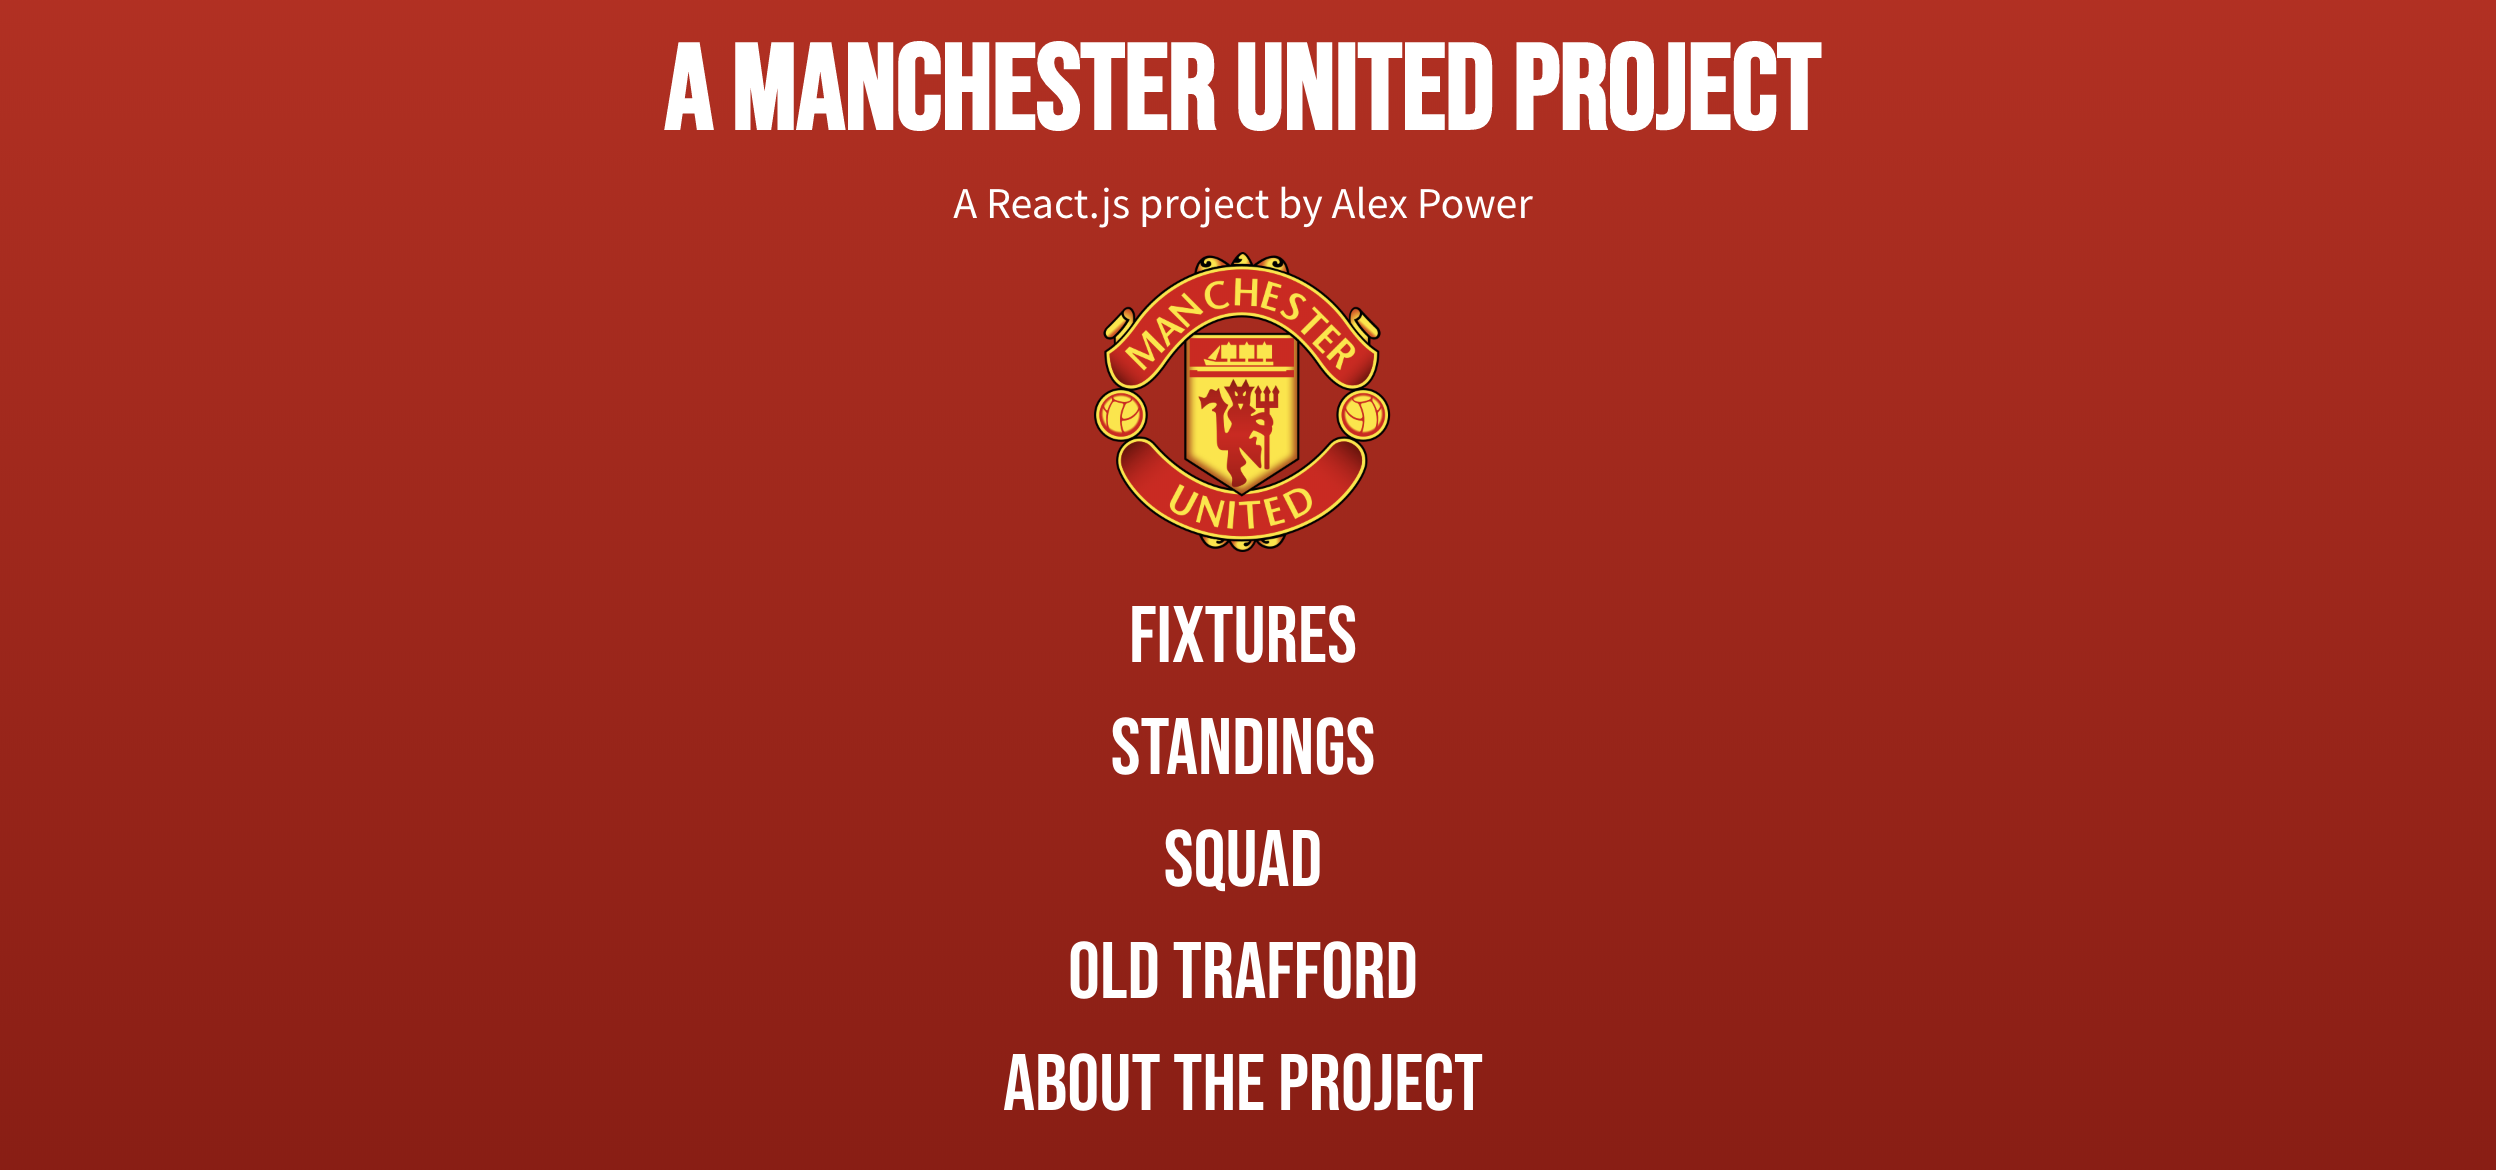 A MANCHESTER UNITED PROJECT
A React.js project by Alex Power
MANCHESTER
UNITED
FIXTURES
STANDINGS
SQUAD
OLD TRAFFORD
ABOUT THE PROJECT